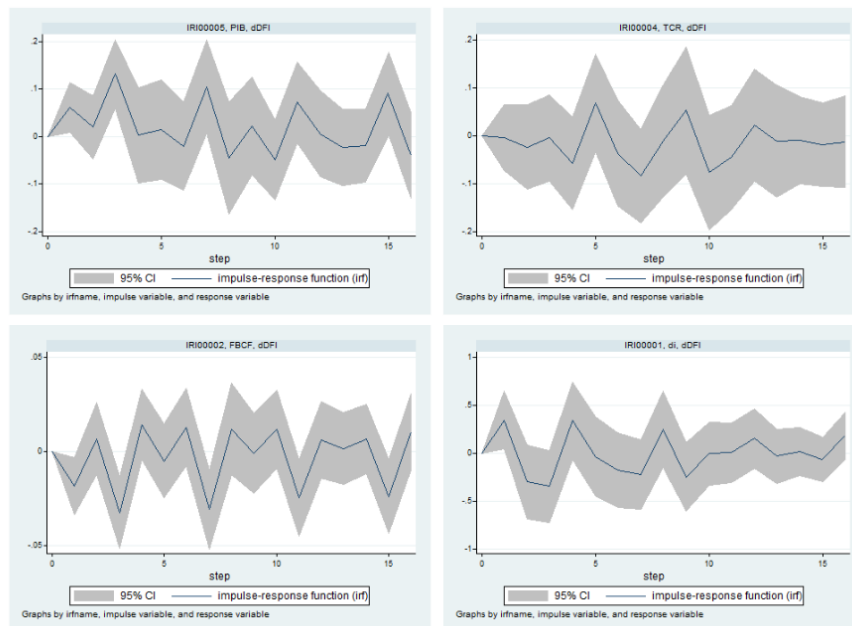 IRI00005, PIB, dDFI
.2
.1
0
-.1
-.2
0 5 10 15
step
95% CI impulse-response function (irf)
Graphs by irfname, impulse variable, and response variable
IRI00004, TCR, dDFI
.2
.1
0
-.1
-.2
0 5 10 15
step
95% CI impulse-response function (irf)
Graphs by irfname, impulse variable, and response variable
IRI00002, FBCF, dDFI
.05
0
-.05
0 5 10 15
step
95% CI impulse-response function (irf)
Graphs by irfname, impulse variable, and response variable
IRI00001, di, dDFI
1
.5
0
-.5
-1
0 5 10 15
step
95% CI impulse-response function (irf)
Graphs by irfname, impulse variable, and response variable